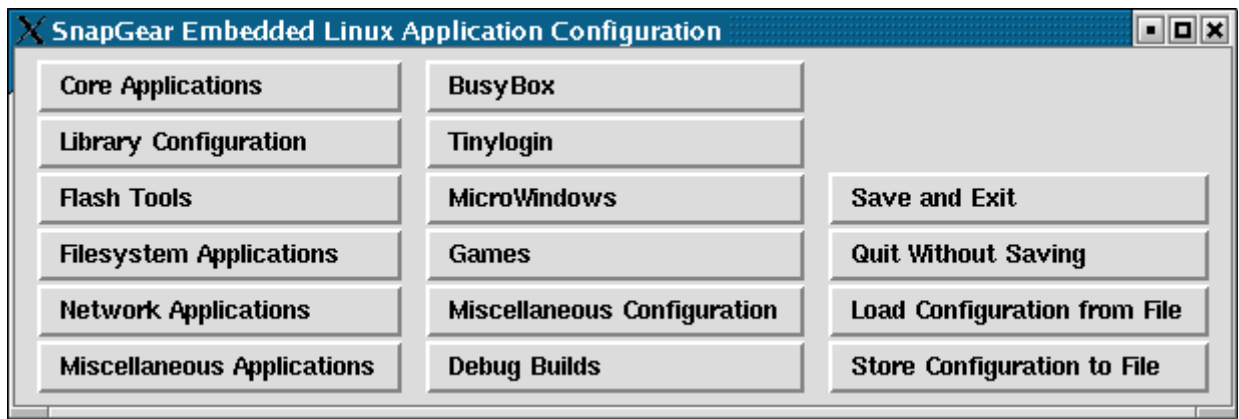 SnapGear Embedded Linux Application Configuration
Core Applications
Library Configuration
Flash Tools
Filesystem Applications
Network Applications
Miscellaneous Applications
BusyBox
Tinylogin
MicroWindows
Games
Miscellaneous Configuration
Debug Builds
Save and Exit
Quit Without Saving
Load Configuration from File
Store Configuration to File